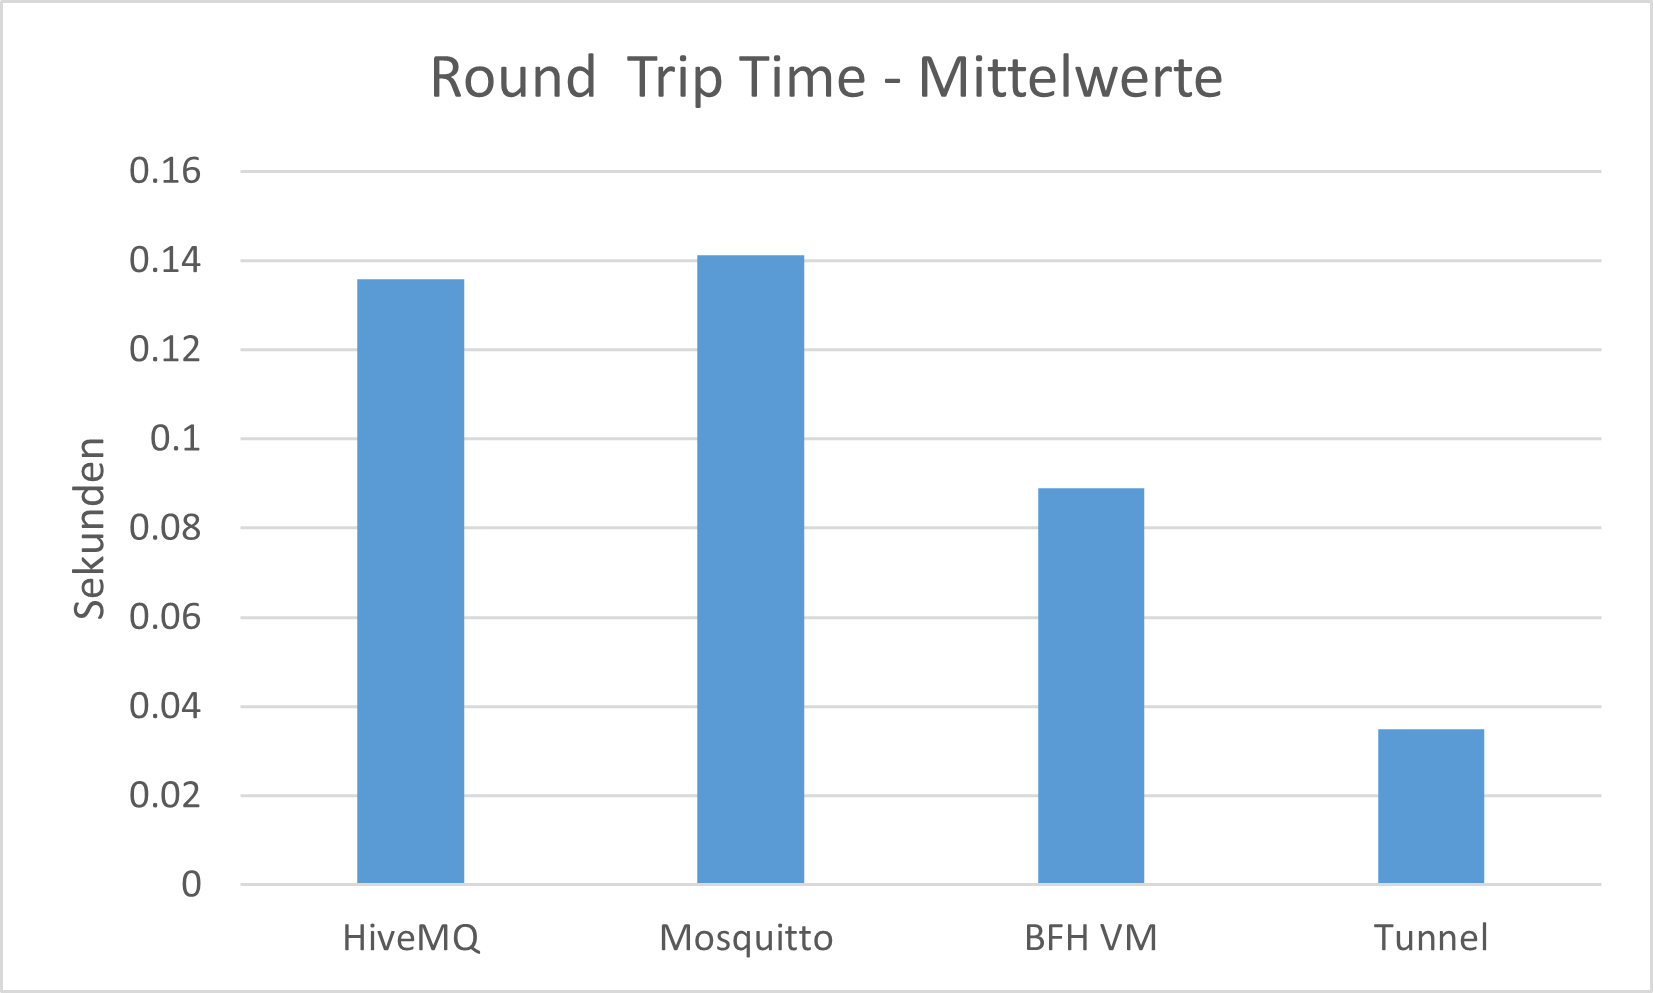 Round  Trip Time - Mittelwerte
0.16
0.14
0.12
0.1
0.08
0.06
0.04
0.02
0
Sekunden
HiveMQ
Mosquitto
BFH VM
Tunnel